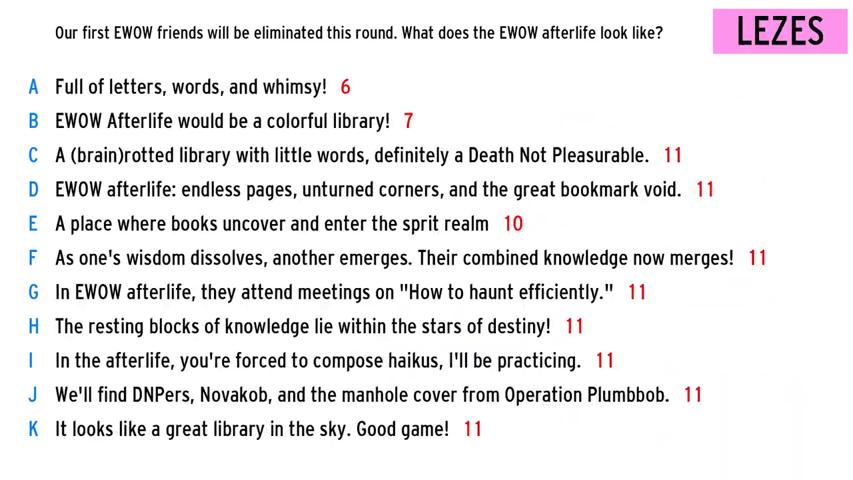 Our first EWOW friends will be eliminated this round. What does the EWOW afterlife look like?
LEZES
A Full of letters, words, and whimsy! 6
B EWOW Afterlife would be a colorful library! 7
C A (brain)rotted library with little words, definitely a Death Not Pleasurable. 11
D EWOW afterlife: endless pages, unturned corners, and the great bookmark void. 11
E A place where books uncover and enter the sprit realm 10
F As one's wisdom dissolves, another emerges. Their combined knowledge now merges! 11
G In EWOW afterlife, they attend meetings on "How to haunt efficiently." 11
H The resting blocks of knowledge lie within the stars of destiny! 11
I In the afterlife, you're forced to compose haikus, I'll be practicing. 11
J We'll find DNPers, Novakob, and the manhole cover from Operation Plumbbob. 11
K It looks like a great library in the sky. Good game! 11